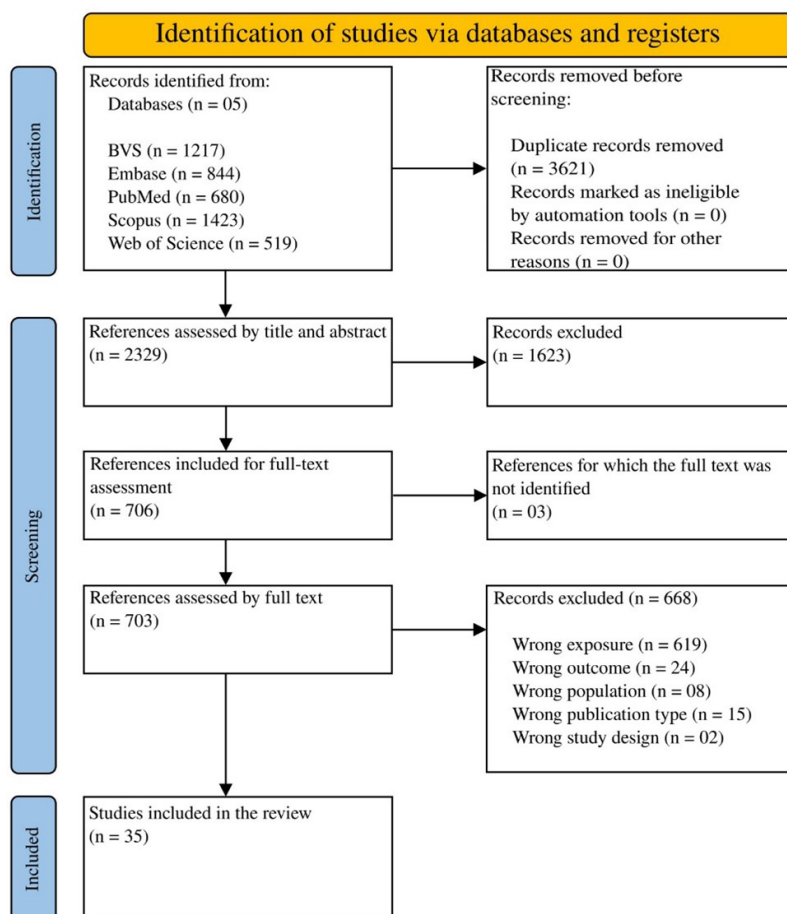 Identification of studies via databases and registers
Identification
Records identified from:
Databases (n = 05)
BVS (n = 1217)
Embase (n = 844)
PubMed (n = 680)
Scopus (n = 1423)
Web of Science (n = 519)
Records removed before
screening:
Duplicate records removed
(n = 3621)
Records marked as ineligible
by automation tools (n = 0)
Records removed for other
reasons (n = 0)
Screening
References assessed by title and abstract
(n = 2329)
Records excluded
(n = 1623)
References included for full-text
assessment
(n = 706)
References for which the full text was
not identified
(n = 03)
References assessed by full text
(n = 703)
Records excluded (n = 668)
Wrong exposure (n = 619)
Wrong outcome (n = 24)
Wrong population (n = 08)
Wrong publication type (n = 15)
Wrong study design (n = 02)
Included
Studies included in the review
(n = 35)